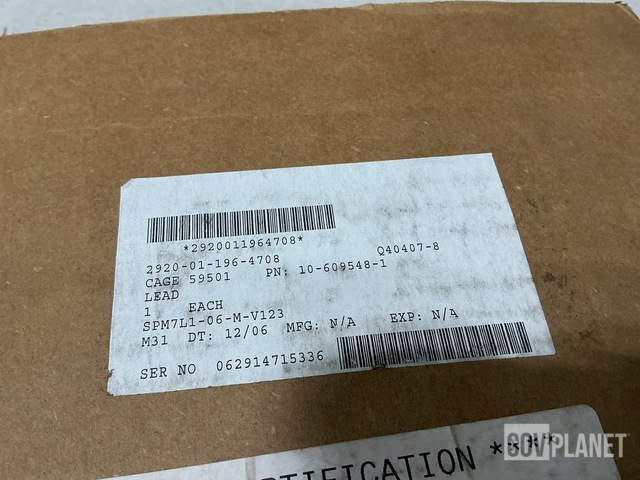 *2920011964708*
2920-01-196-4708 Q40407-8
CAGE 59501 PN: 10-609548-1
LEAD
1 EACH
SPM7L1-06-M-V123
M31 DT: 12/06 MFG: N/A EXP: N/A
SER NO 062914715336
GOVPLANET